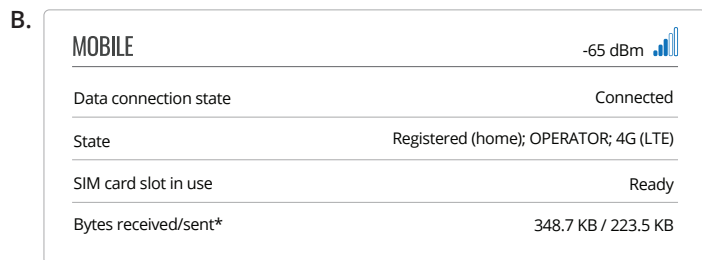 B.
MOBILE -65 dBm
Data connection state Connected
State Registered (home); OPERATOR; 4G (LTE)
SIM card slot in use Ready
Bytes received/sent* 348.7 KB / 223.5 KB